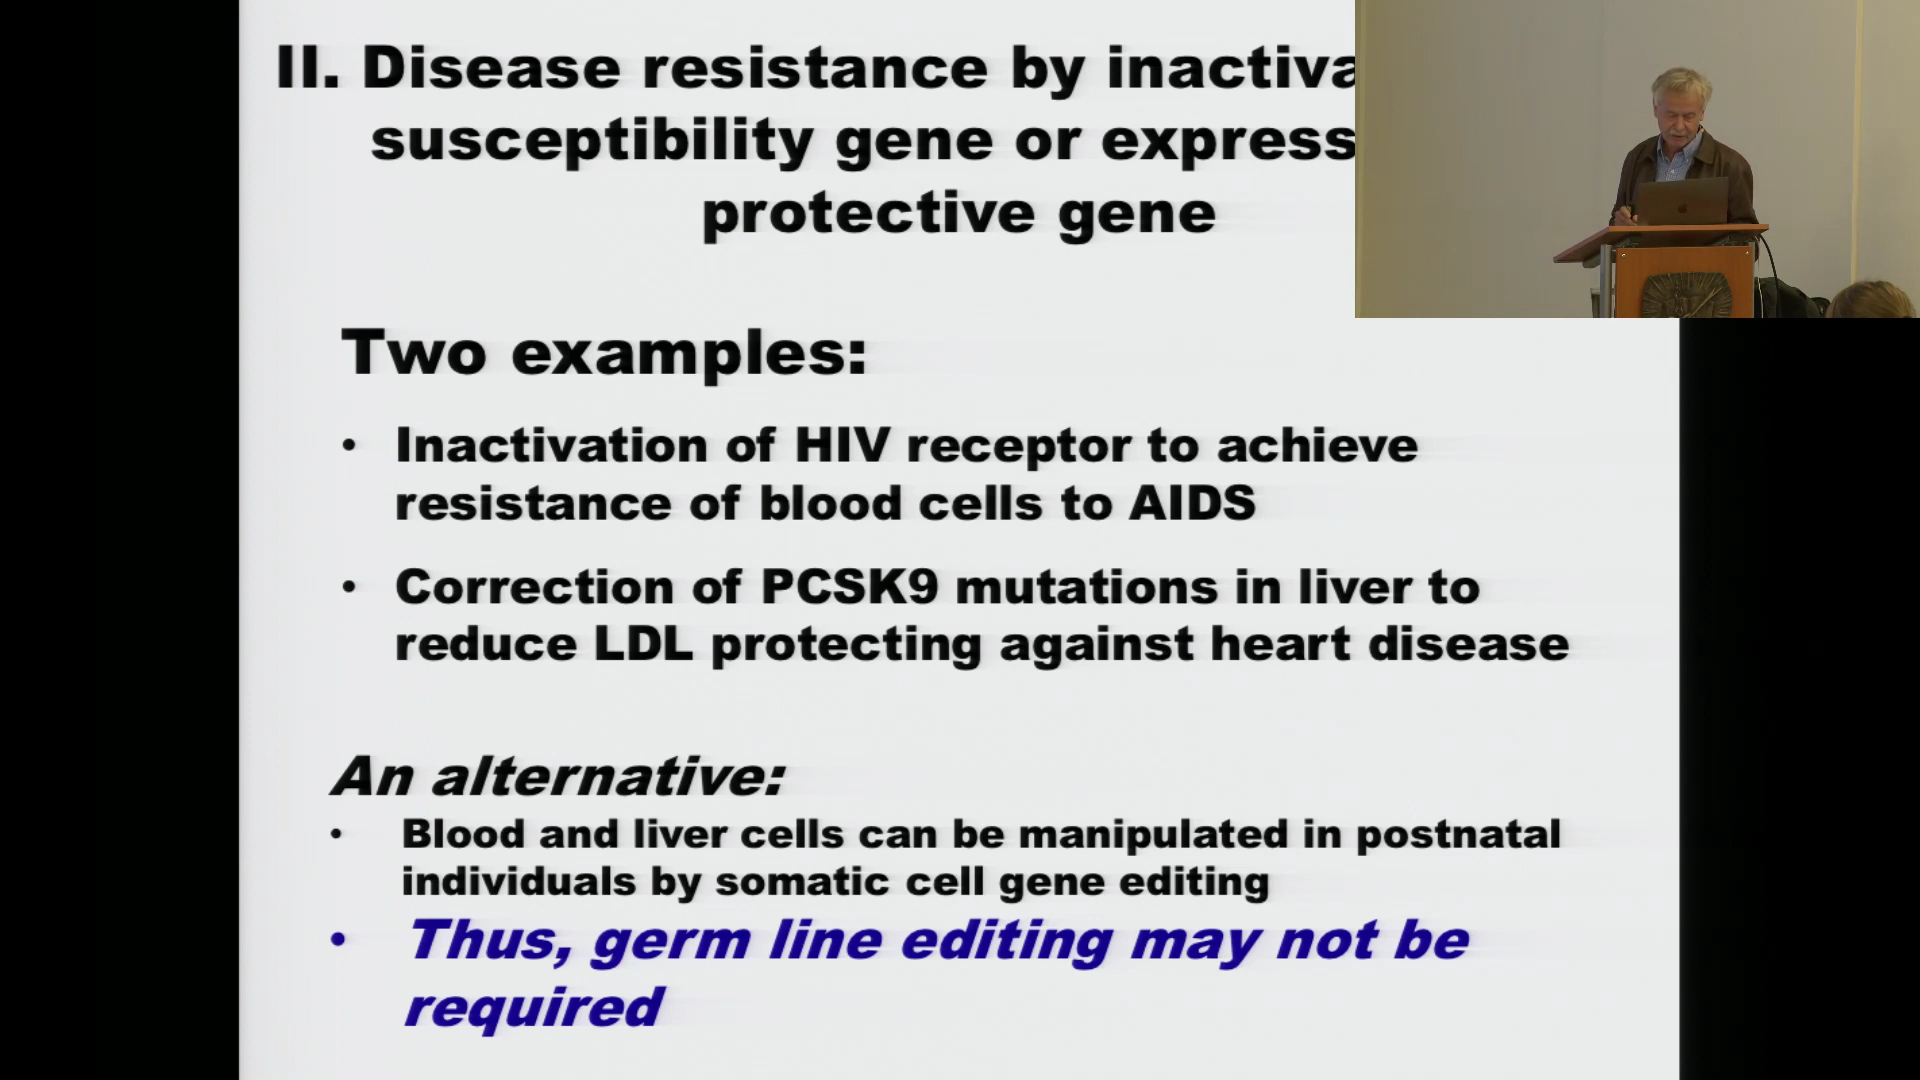 II. Disease resistance by
susceptibility gene or
protective gene
Two examples:
• Inactivation of HIV receptor to achieve
resistance of blood cells to AIDS
• Correction of PCSK9 mutations in liver to
reduce LDL protecting against heart disease
An alternative:
• Blood and liver cells can be manipulated in postnatal
individuals by somatic cell gene editing
• Thus, germ line editing may not be
required